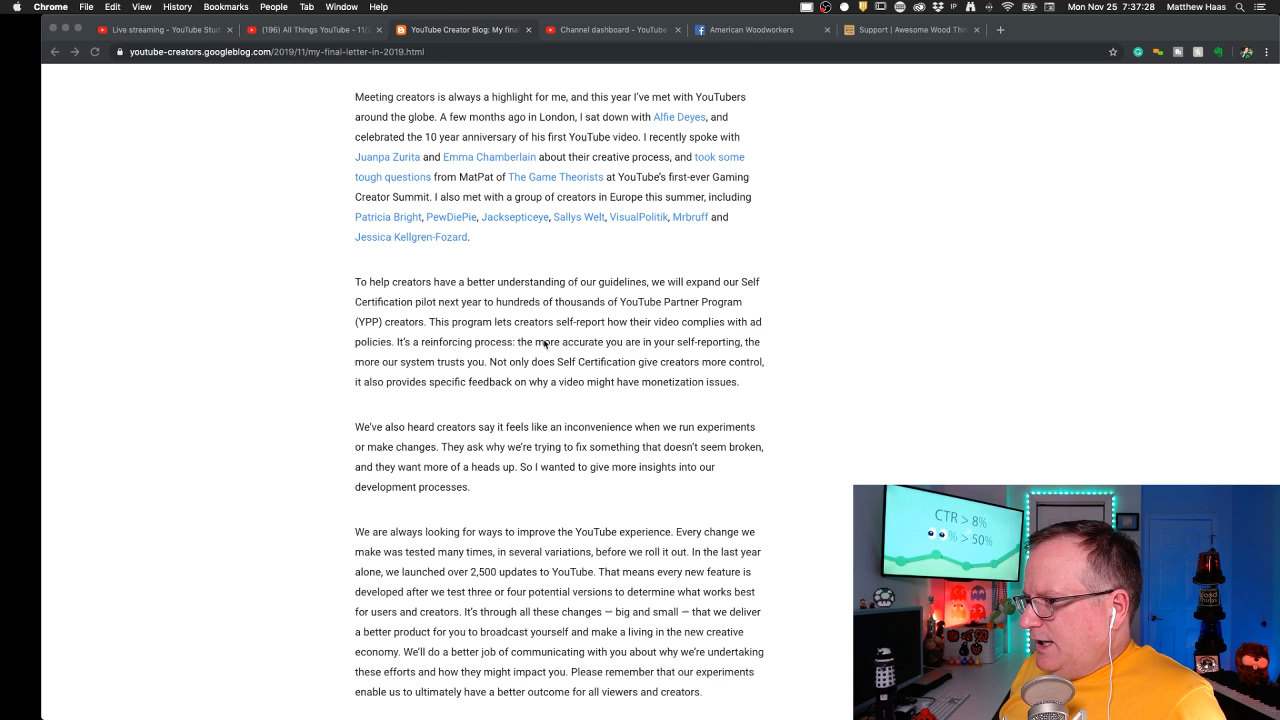 Chrome File Edit View History Bookmarks People Tab Window Help
Mon Nov 25 3:37:28 PM Wayne Haas
Live streaming - YouTube Stud
(196) All Things YouTube - 11/2
YouTube Creator Blog: My final
Channel dashboard - YouTube
American Woodworkers
Support | Awesome Wood Thin
youtube-creators.googleblog.com/2019/11/my-final-letter-in-2019.html
Meeting creators is always a highlight for me, and this year I've met with YouTubers
around the globe. A few months ago in London, I sat down with Alfie Deyes, and
celebrated the 10 year anniversary of his first YouTube video. I recently spoke with
Juanpa Zurita and Emma Chamberlain about their creative process, and took some
tough questions from MatPat of The Game Theorists at YouTube's first-ever Gaming
Creator Summit. I also met with a group of creators in Europe this summer, including
Patricia Bright, PewDiePie, Jacksepticeye, Sallys Welt, VisualPolitik, Mrbruff and
Jessica Kellgren-Fozard.
To help creators have a better understanding of our guidelines, we will expand our Self
Certification pilot next year to hundreds of thousands of YouTube Partner Program
(YPP) creators. This program lets creators self-report how their video complies with ad
policies. It's a reinforcing process: the more accurate you are in your self-reporting, the
more our system trusts you. Not only does Self Certification give creators more control,
it also provides specific feedback on why a video might have monetization issues.
We've also heard creators say it feels like an inconvenience when we run experiments
or make changes. They ask why we're trying to fix something that doesn't seem broken,
and they want more of a heads up. So I wanted to give more insights into our
development processes.
We are always looking for ways to improve the YouTube experience. Every change we
make was tested many times, in several variations, before we roll it out. In the last year
alone, we launched over 2,500 updates to YouTube. That means every new feature is
developed after we test three or four potential versions to determine what works best
for users and creators. It's through all these changes — big and small — that we deliver
a better product for you to broadcast yourself and make a living in the new creative
economy. We'll do a better job of communicating with you about why we're undertaking
these efforts and how they might impact you. Please remember that our experiments
enable us to ultimately have a better outcome for all viewers and creators.
CTR > 8%
% > 50%